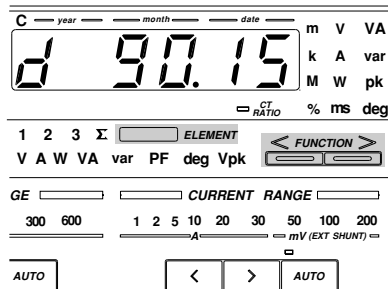 C year month date m V VA
d 90.15 k A var
M W pk
CT RATIO % ms deg
1 2 3 Σ ELEMENT < FUNCTION >
V A W VA var PF deg Vpk
GE CURRENT RANGE
300 600 1 2 5 10 20 30 50 100 200
A mV (EXT SHUNT)
AUTO < > AUTO